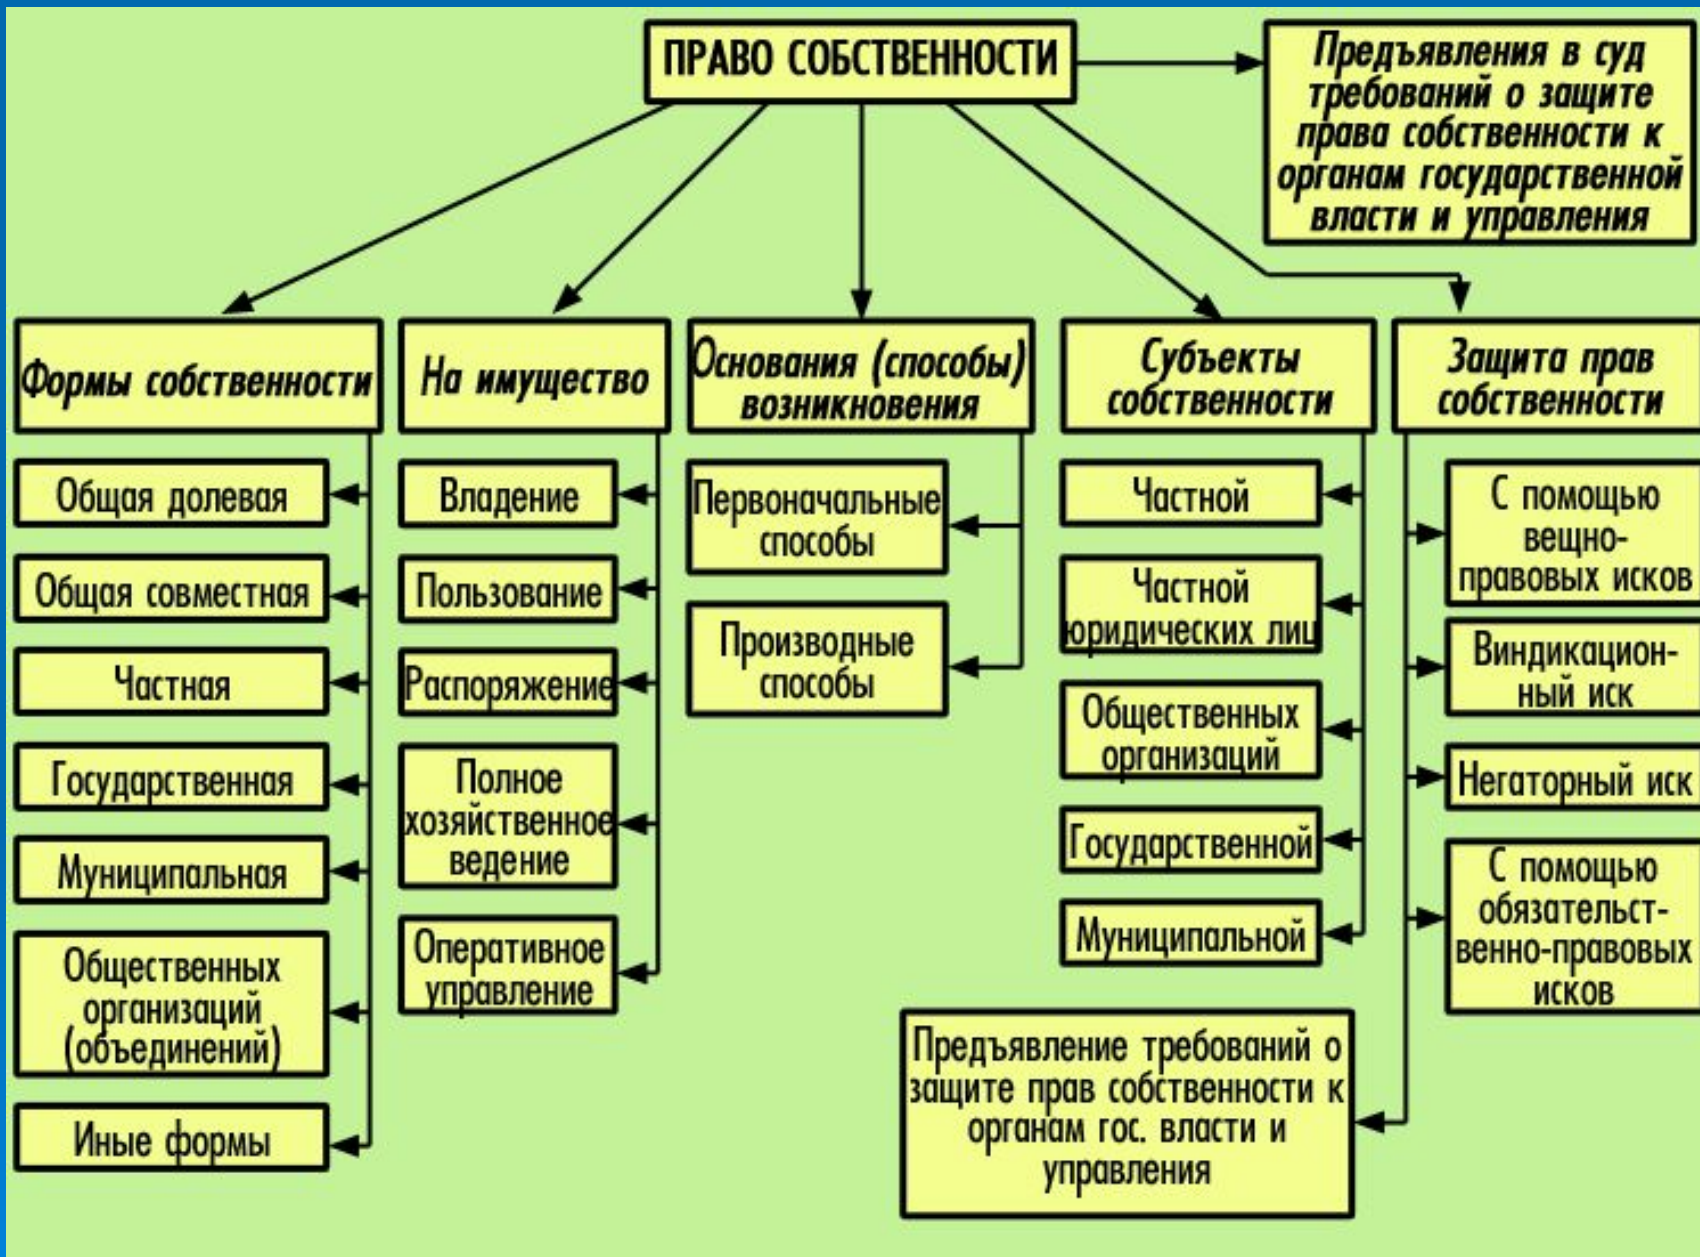 ПРАВО СОБСТВЕННОСТИ
Предъявления в суд
требований о защите
права собственности к
органам государственной
власти и управления
Формы собственности
Общая долевая
Общая совместная
Частная
Государственная
Муниципальная
Общественных
организаций
(объединений)
Иные формы
На имущество
Владение
Пользование
Распоряжение
Полное
хозяйственное
ведение
Оперативное
управление
Основания (способы)
возникновения
Первоначальные
способы
Производные
способы
Субъекты
собственности
Частной
Частной
юридических лиц
Общественных
организаций
Государственной
Муниципальной
Защита прав
собственности
С помощью
вещно-
правовых исков
Виндикацион-
ный иск
Негаторный иск
С помощью
обязательст-
венно-правовых
исков
Предъявление требований о
защите прав собственности к
органам гос. власти и
управления